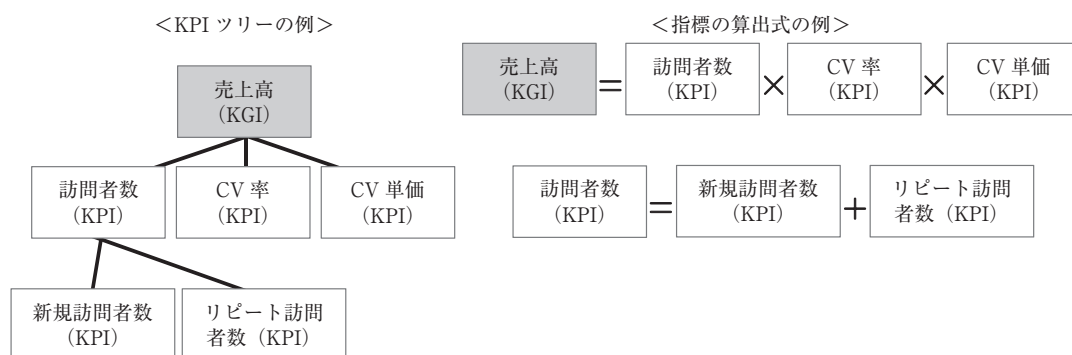 <KPI ツリーの例>
売上高
(KGI)
訪問者数
(KPI)
CV 率
(KPI)
CV 単価
(KPI)
新規訪問者数
(KPI)
リピート訪問
者数（KPI）
<指標の算出式の例>
売上高
(KGI)
=
訪問者数
(KPI)
×
CV 率
(KPI)
×
CV 単価
(KPI)
訪問者数
(KPI)
=
新規訪問者数
(KPI)
+
リピート訪問
者数（KPI）